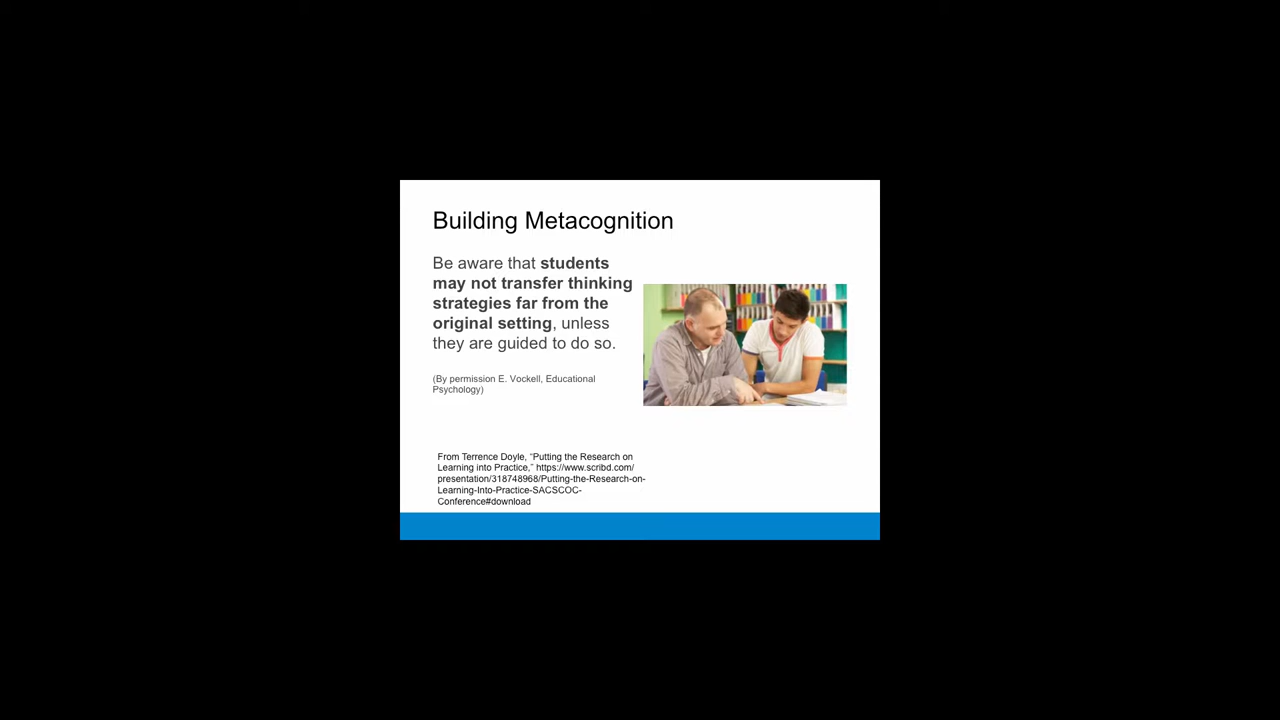 Building Metacognition
Be aware that students
may not transfer thinking
strategies far from the
original setting, unless
they are guided to do so.
(By permission E. Vockell, Educational
Psychology)
From Terrence Doyle, “Putting the Research on
Learning into Practice,” https://www.scribd.com/
presentation/318748968/Putting-the-Research-on-
Learning-Into-Practice-SACSCOC-
Conference#download